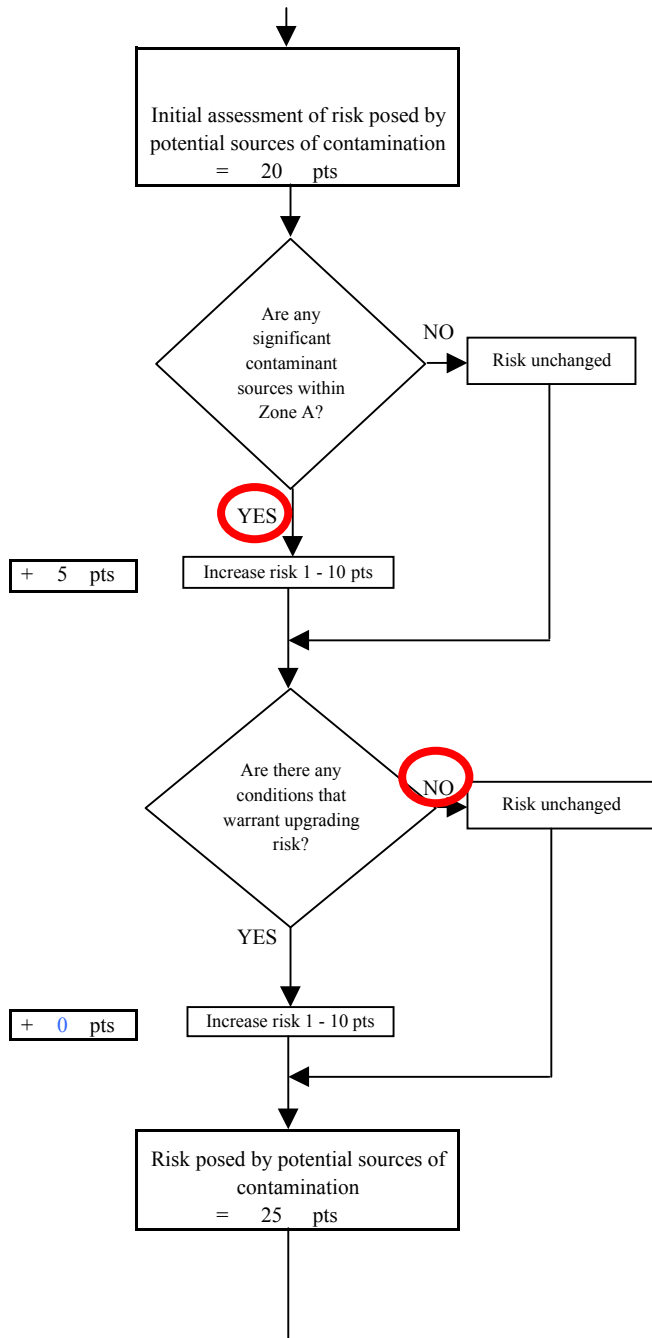 Initial assessment of risk posed by
potential sources of contamination
= 20 pts
Are any
significant
contaminant
sources within
Zone A?
NO
Risk unchanged
YES
+ 5 pts
Increase risk 1 - 10 pts
Are there any
conditions that
warrant upgrading
risk?
NO
Risk unchanged
YES
+ 0 pts
Increase risk 1 - 10 pts
Risk posed by potential sources of
contamination
= 25 pts